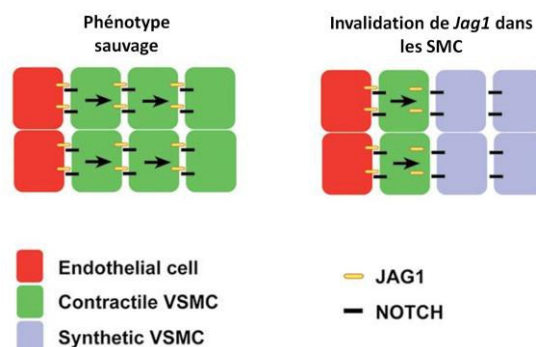 Phénotype
sauvage
Invalidation de Jag1 dans
les SMC
Endothelial cell
Contractile VSMC
Synthetic VSMC
JAG1
NOTCH